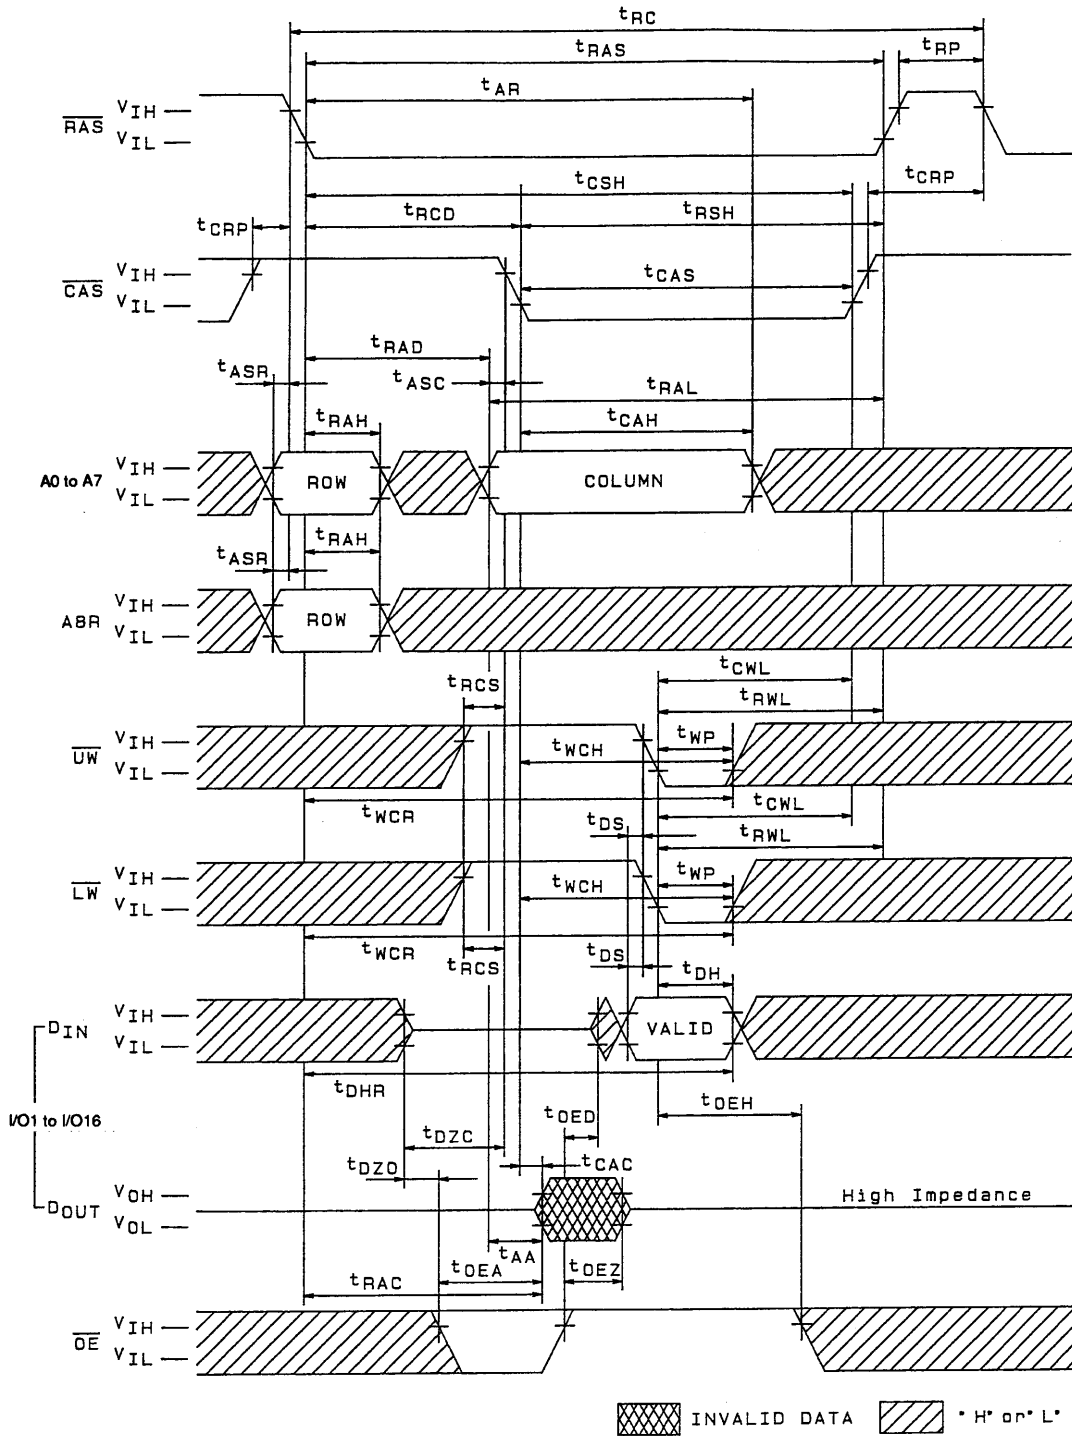 tRC
tRAS
tRP
tAR
RAS
VIH
VIL
tCSH
tCRP
tCRP
tRCD
tRSH
CAS
VIH
VIL
tCAS
tRAD
tASR
tASC
tRAL
tRAH
tCAH
A0 to A7
VIH
VIL
ROW
COLUMN
tASR
tRAH
A8R
VIH
VIL
ROW
tCWL
tRCS
tRWL
UW
VIH
VIL
tWCH
tWP
tWCR
tCWL
tDS
tRWL
LW
VIH
VIL
tWCH
tWP
tWCR
tRCS
tDS
tDH
DIN
VIH
VIL
VALID
tDHR
I/O1 to I/O16
tOED
tOEH
tDZC
tDZO
tCAC
DOUT
VOH
VOL
High Impedance
tAA
tRAC
tOEA
tOEZ
OE
VIH
VIL
INVALID DATA
"H" or "L"